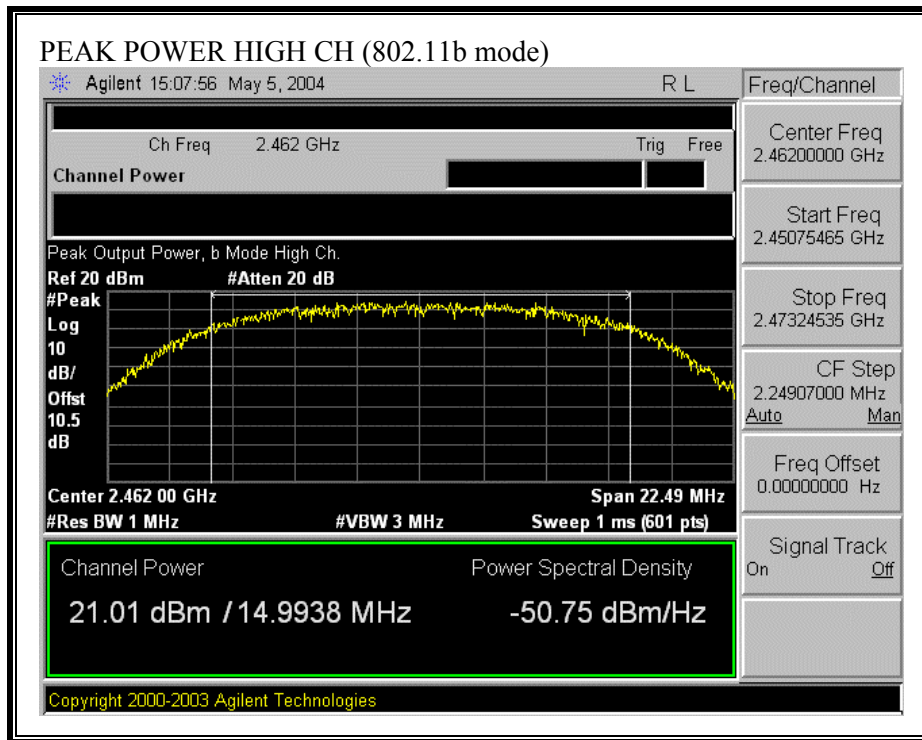 PEAK POWER HIGH CH (802.11b mode)
Agilent 15:07:56 May 5, 2004 R L
Freq/Channel
Ch Freq 2.462 GHz Trig Free
Channel Power
Center Freq
2.46200000 GHz
Start Freq
2.45075465 GHz
Stop Freq
2.47324535 GHz
CF Step
2.24907000 MHz
Auto Man
Freq Offset
0.00000000 Hz
Signal Track
On Off
Peak Output Power, b Mode High Ch.
Ref 20 dBm #Atten 20 dB
#Peak
Log
10
dB/
Offst
10.5
dB
Center 2.462 00 GHz Span 22.49 MHz
#Res BW 1 MHz #VBW 3 MHz Sweep 1 ms (601 pts)
Channel Power Power Spectral Density
21.01 dBm / 14.9938 MHz -50.75 dBm/Hz
Copyright 2000-2003 Agilent Technologies